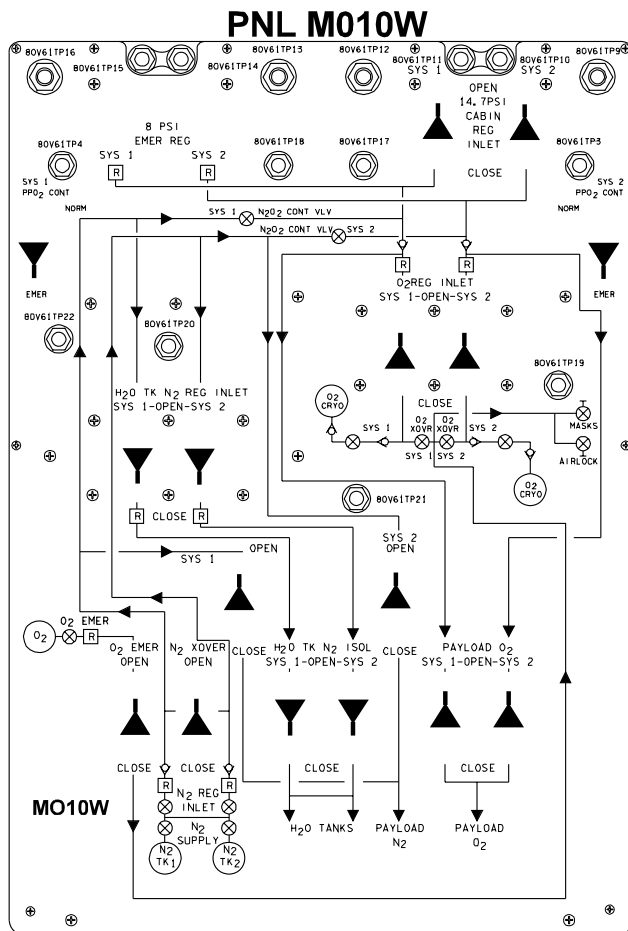 PNL M010W
80V61TP16
80V61TP15
80V61TP14
80V61TP13
80V61TP12
80V61TP11
SYS 1
80V61TP10
SYS 2
80V61TP9
OPEN
14.7PSI
CABIN
REG
INLET
CLOSE
8 PSI
EMER REG
SYS 1
SYS 2
R
R
80V61TP4
80V61TP18
80V61TP17
80V61TP3
SYS 1
PPO2 CONT
NORM
EMER
SYS 2
PPO2 CONT
NORM
EMER
SYS 1
N2O2 CONT VLV
N2O2 CONT VLV
SYS 2
R
R
O2REG INLET
SYS 1-OPEN-SYS 2
CLOSE
80V61TP22
80V61TP20
80V61TP19
H2O TK N2 REG INLET
SYS 1-OPEN-SYS 2
R
CLOSE
R
O2
CRYO
SYS 1
O2
XOVR
O2
XOVR
SYS 1
SYS 2
SYS 2
O2
CRYO
MASKS
AIRLOCK
80V61TP21
SYS 1
OPEN
SYS 2
OPEN
O2
O2 EMER
R
O2 EMER
OPEN
N2 XOVER
OPEN
CLOSE
H2O TK N2 ISOL
SYS 1-OPEN-SYS 2
CLOSE
PAYLOAD O2
SYS 1-OPEN-SYS 2
CLOSE
CLOSE
CLOSE
CLOSE
R
R
N2 REG
INLET
N2
SUPPLY
N2
TK1
N2
TK2
H2O TANKS
PAYLOAD
N2
PAYLOAD
O2
MO10W